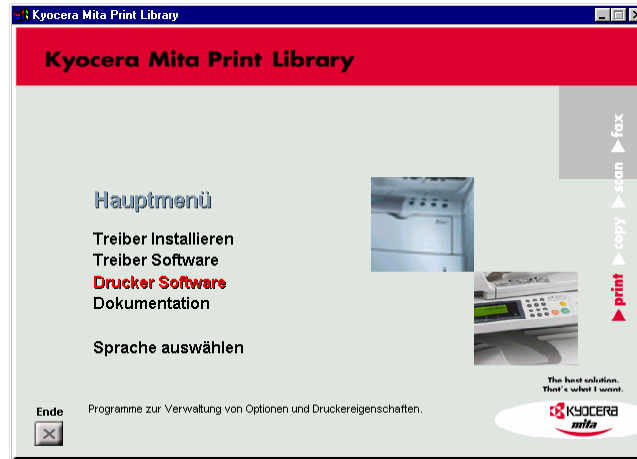 Kyocera Mita Print Library
Kyocera Mita Print Library
Hauptmenü
Treiber Installieren
Treiber Software
Drucker Software
Dokumentation
Sprache auswählen
print copy scan fax
The best solution.
That's what I want.
Ende
Programme zur Verwaltung von Optionen und Druckereigenschaften.
KYOCERA
mita